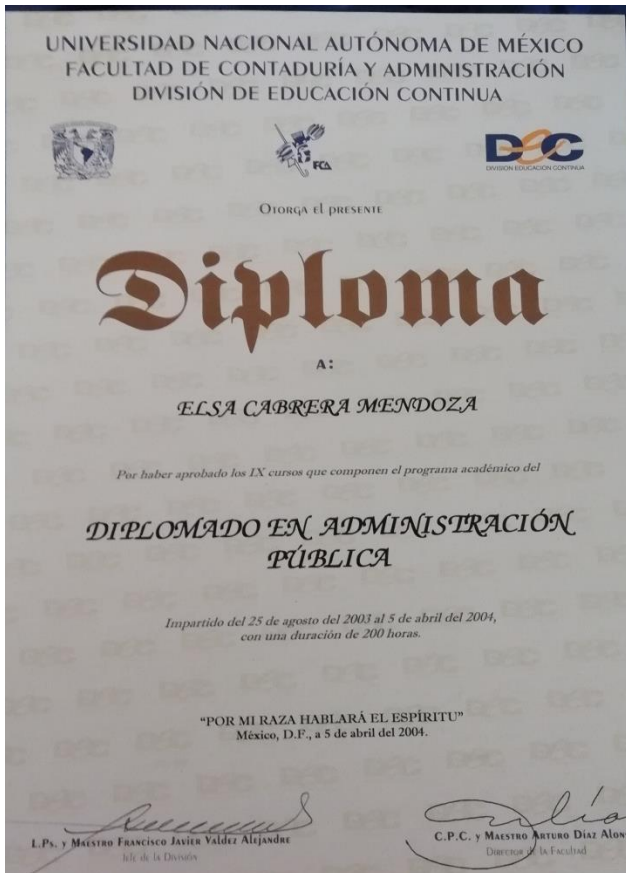 UNIVERSIDAD NACIONAL AUTÓNOMA DE MÉXICO
FACULTAD DE CONTADURÍA Y ADMINISTRACIÓN
DIVISIÓN DE EDUCACIÓN CONTINUA
FCA
DEC
DIVISIÓN EDUCACIÓN CONTINUA
Otorga el presente
Diploma
A:
ELSA CABRERA MENDOZA
Por haber aprobado los IX cursos que componen el programa académico del
DIPLOMADO EN ADMINISTRACIÓN
PÚBLICA
Impartido del 25 de agosto del 2003 al 5 de abril del 2004,
con una duración de 200 horas.
“POR MI RAZA HABLARÁ EL ESPÍRITU”
México, D.F., a 5 de abril del 2004.
L.Ps. y Maestro Francisco Javier Valdez Alejandre
Jefe de la División
C.P.C. y Maestro Arturo Díaz Alon
Director de la Facultad